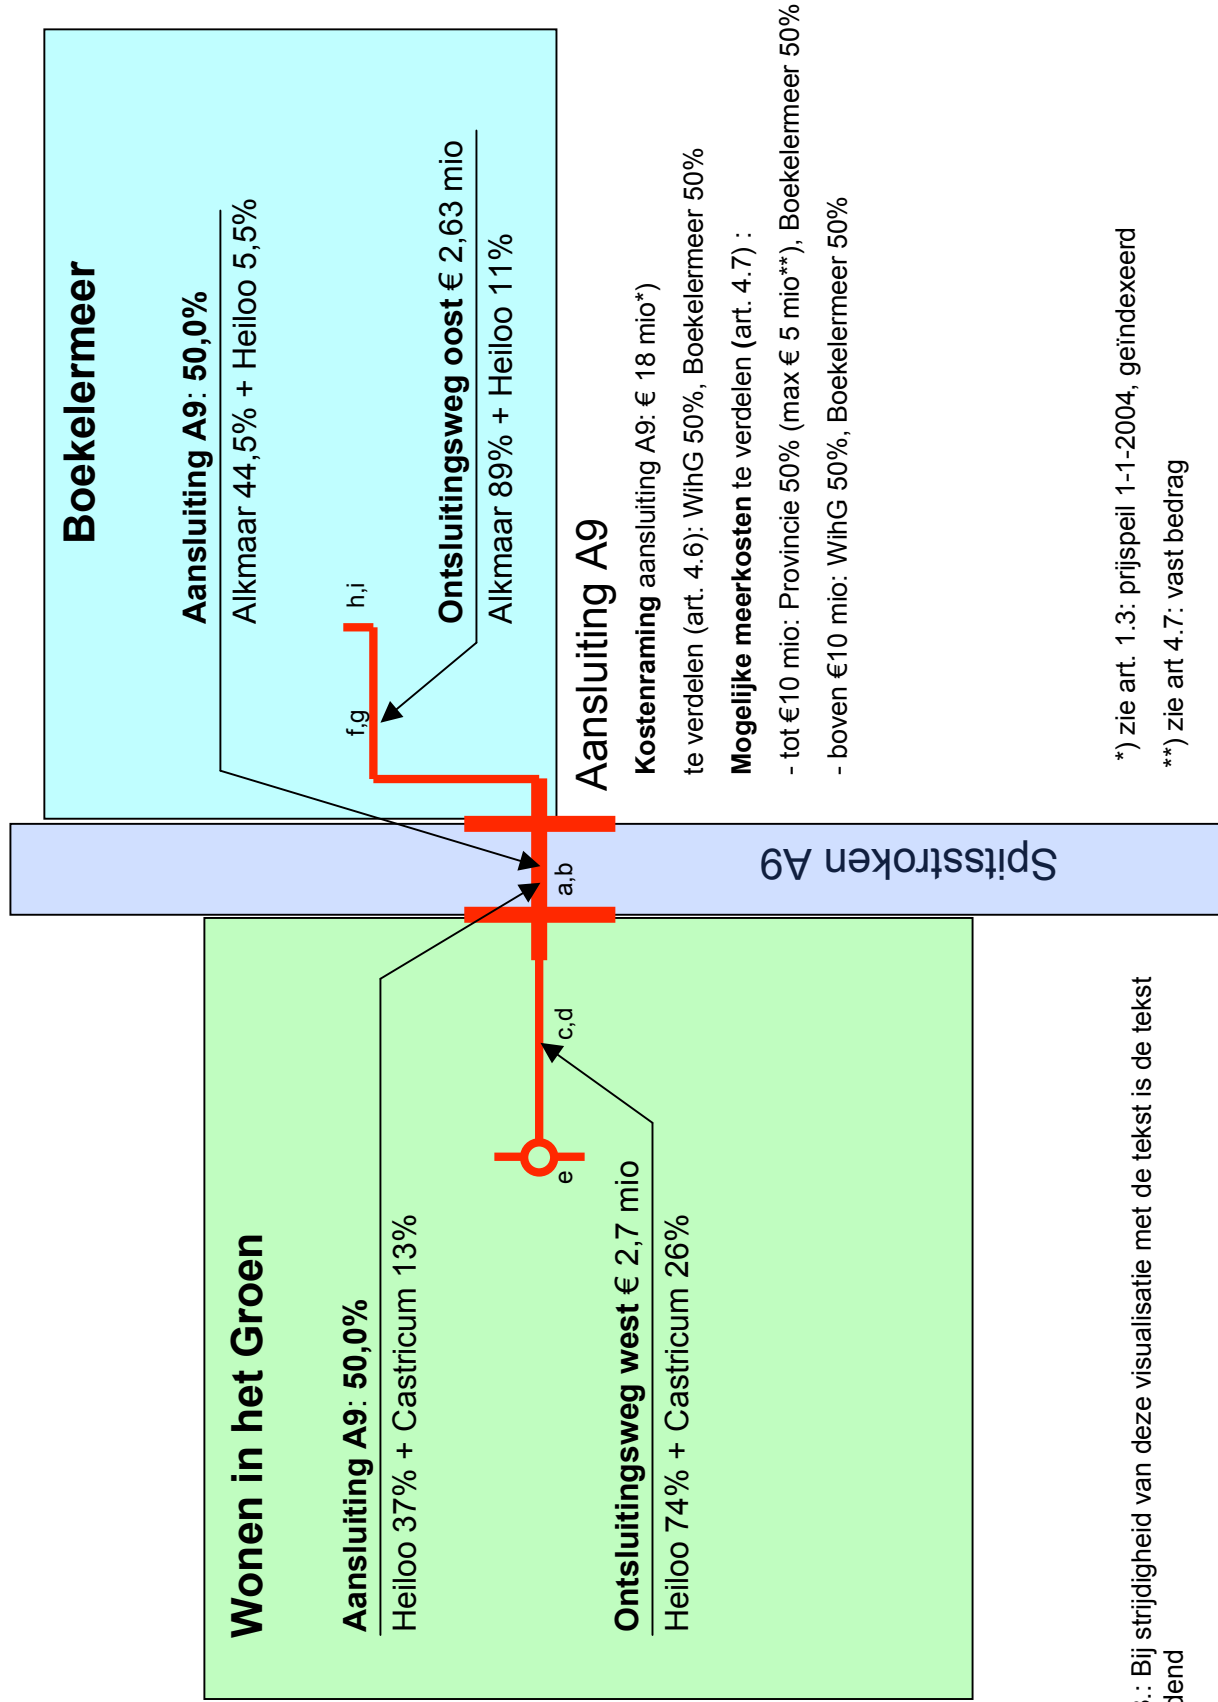 Wonen in het Groen
Aansluiting A9: 50,0%
Heiloo 37% + Castricum 13%
Ontsluitingsweg west € 2,7 mio
Heiloo 74% + Castricum 26%
e
c,d
a,b
Spitsstroken A9
Boekelermeer
Aansluiting A9: 50,0%
Alkmaar 44,5% + Heiloo 5,5%
f,g
h,i
Ontsluitingsweg oost € 2,63 mio
Alkmaar 89% + Heiloo 11%
Aansluiting A9
Kostenraming aansluiting A9: € 18 mio*)
te verdelen (art. 4.6): WihG 50%, Boekelermeer 50%
Mogelijke meerkosten te verdelen (art. 4.7) :
- tot €10 mio: Provincie 50% (max € 5 mio**), Boekelermeer 50%
- boven €10 mio: WihG 50%, Boekelermeer 50%
*) zie art. 1.3: prijspeil 1-1-2004, geïndexeerd
**) zie art 4.7: vast bedrag
.: Bij strijdigheid van deze visualisatie met de tekst is de tekst
dend